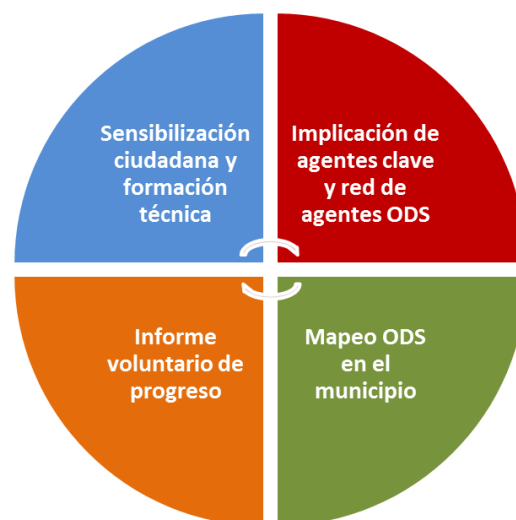 Sensibilización
ciudadana y
formación
técnica
Implicación de
agentes clave
y red de
agentes ODS
Informe
voluntario de
progreso
Mapeo ODS
en el
municipio